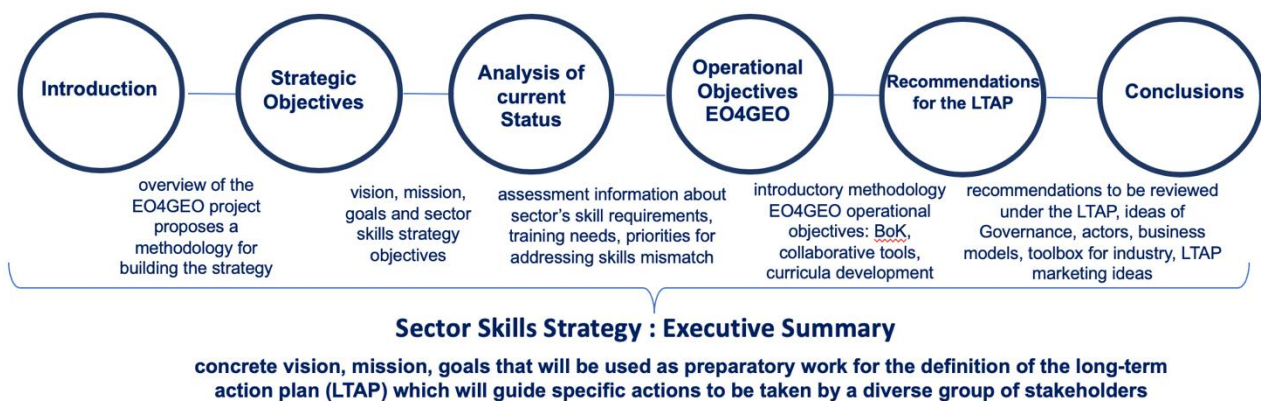 Introduction
Strategic
Objectives
Analysis of
current
Status
Operational
Objectives
EO4GEO
Recommendations
for the LTAP
Conclusions
overview of the
EO4GEO project
proposes a
methodology for
building the strategy
vision, mission,
goals and sector
skills strategy
objectives
assessment information about
sector's skill requirements,
training needs, priorities for
addressing skills mismatch
introductory methodology
EO4GEO operational
objectives: BoK,
collaborative tools,
curricula development
recommendations to be reviewed
under the LTAP, ideas of
Governance, actors, business
models, toolbox for industry, LTAP
marketing ideas
Sector Skills Strategy : Executive Summary
concrete vision, mission, goals that will be used as preparatory work for the definition of the long-term
action plan (LTAP) which will guide specific actions to be taken by a diverse group of stakeholders